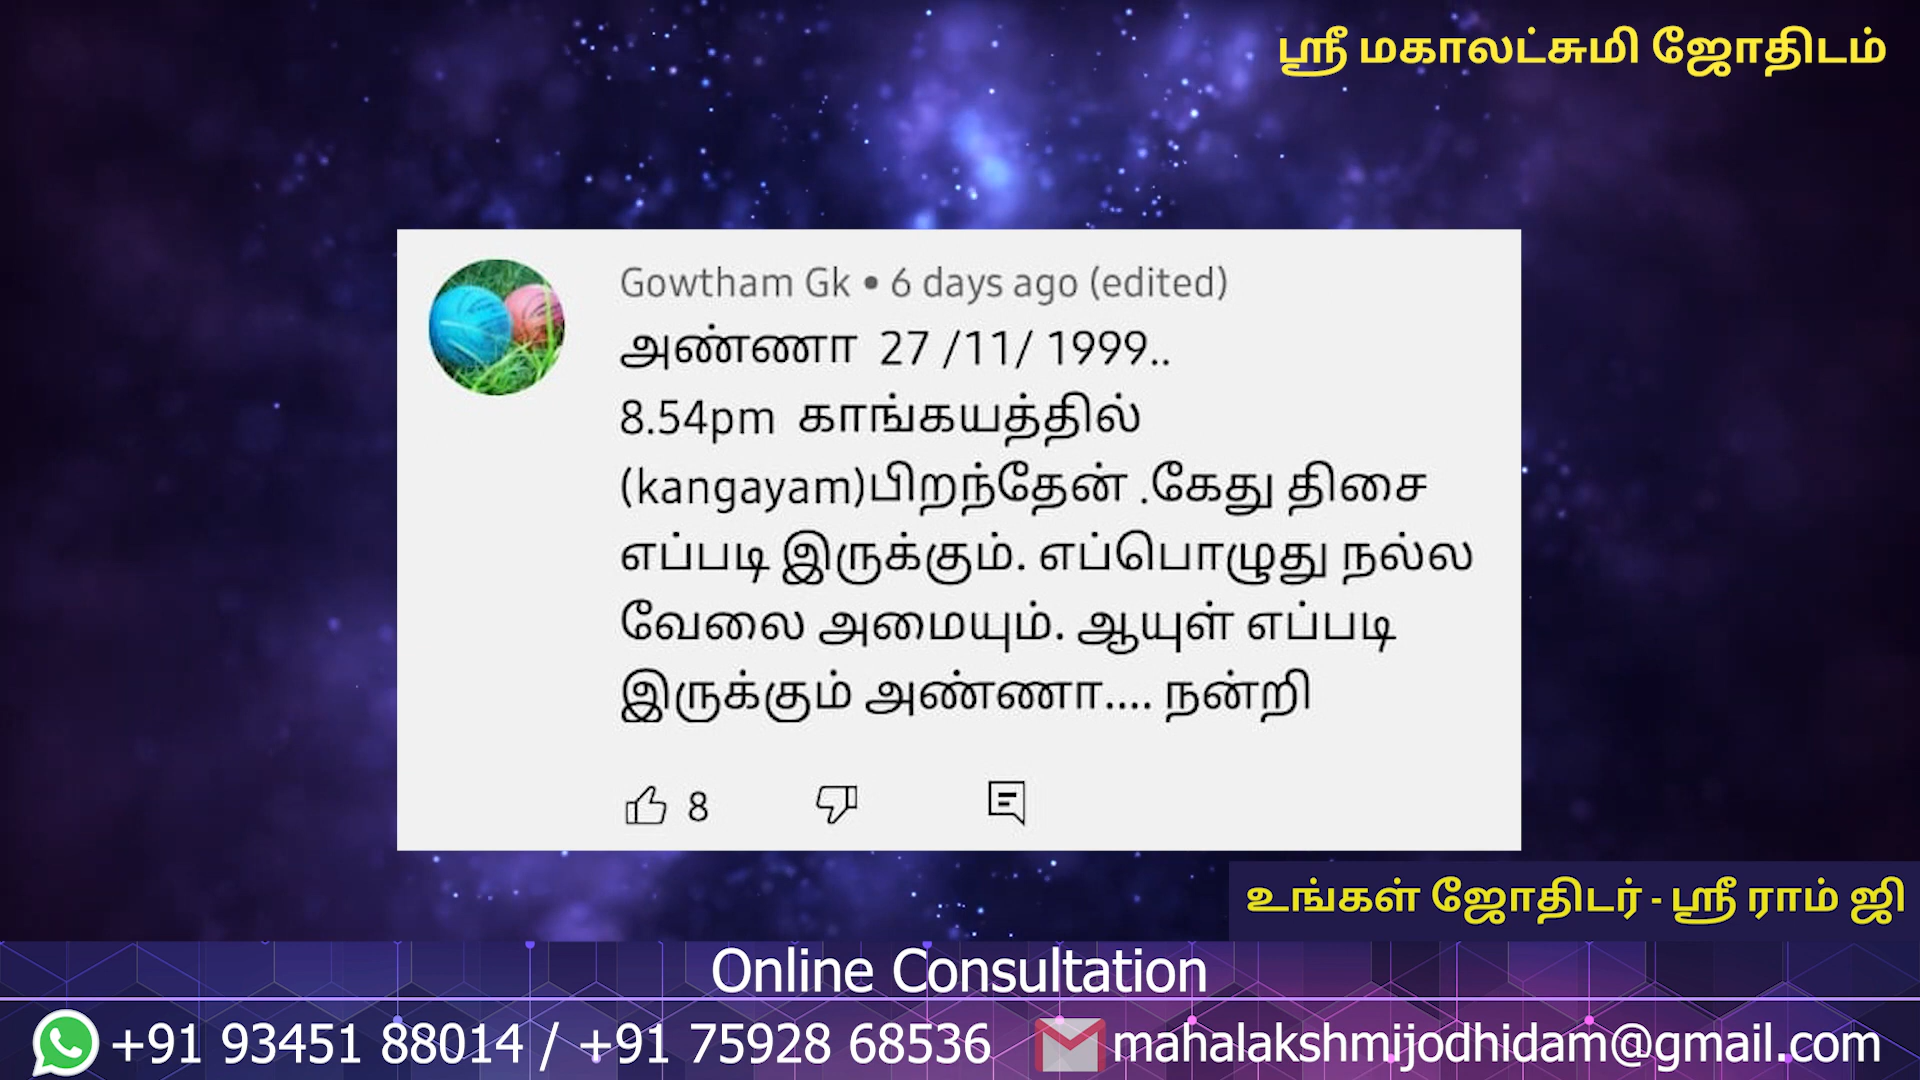 ஸ்ரீ மகாலட்சுமி ஜோதிடம்
Gowtham Gk • 6 days ago (edited)
அண்ணா 27 /11/ 1999..
8.54pm காங்கயத்தில்
(kangayam)பிறந்தேன் .கேது திசை
எப்படி இருக்கும். எப்பொழுது நல்ல
வேலை அமையும். ஆயுள் எப்படி
இருக்கும் அண்ணா.... நன்றி
8
உங்கள் ஜோதிடர் - ஸ்ரீ ராம் ஜி
Online Consultation
+91 93451 88014 / +91 75928 68536 mahalakshmijodhidam@gmail.com